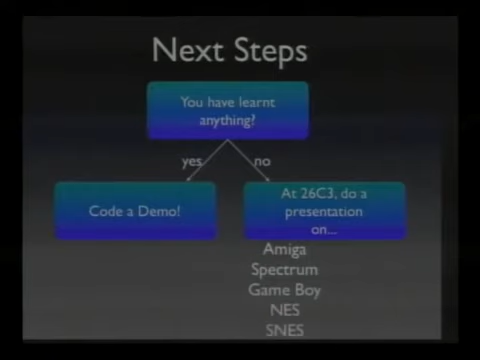 Next Steps
You have learnt
anything?
yes
no
Code a Demo!
At 26C3, do a
presentation
on...
Amiga
Spectrum
Game Boy
NES
SNES